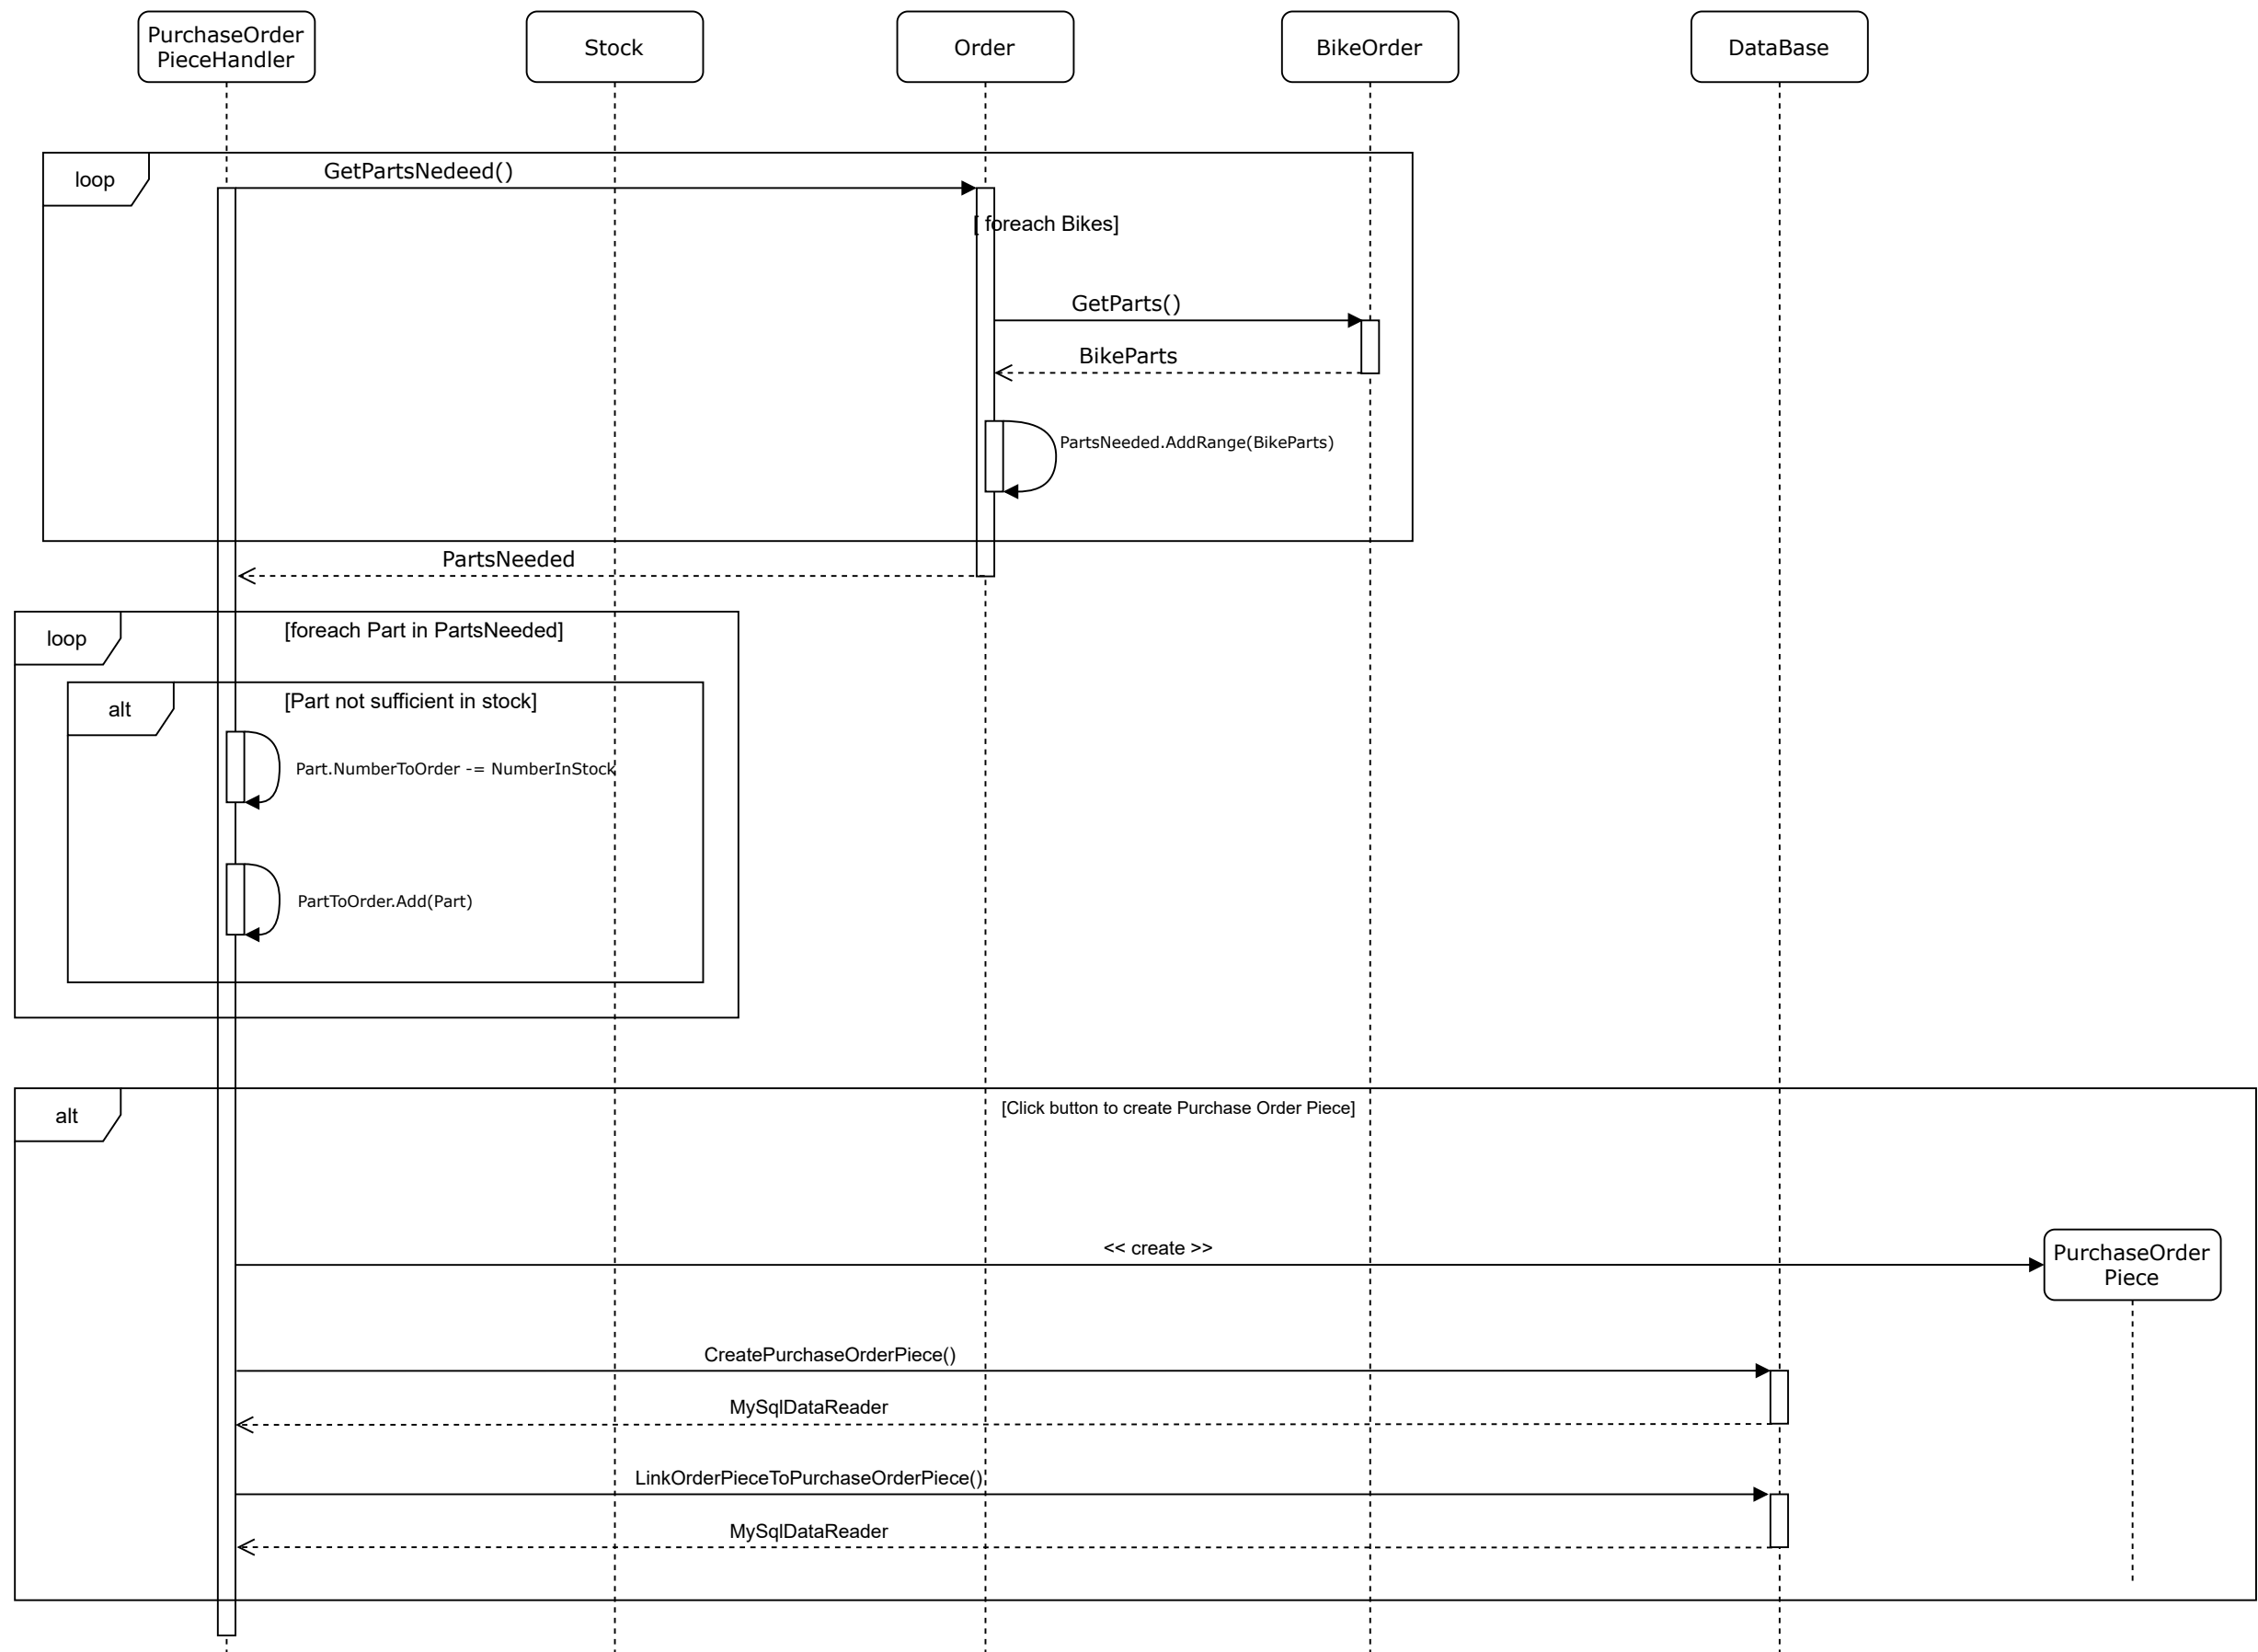 PurchaseOrder
PieceHandler
Stock
Order
BikeOrder
DataBase
loop
GetPartsNedeed()
[ foreach Bikes]
GetParts()
BikeParts
PartsNeeded.AddRange(BikeParts)
PartsNeeded
loop
[foreach Part in PartsNeeded]
alt
[Part not sufficient in stock]
Part.NumberToOrder -= NumberInStock
PartToOrder.Add(Part)
alt
[Click button to create Purchase Order Piece]
<< create >>
PurchaseOrder
Piece
CreatePurchaseOrderPiece()
MySqlDataReader
LinkOrderPieceToPurchaseOrderPiece()
MySqlDataReader